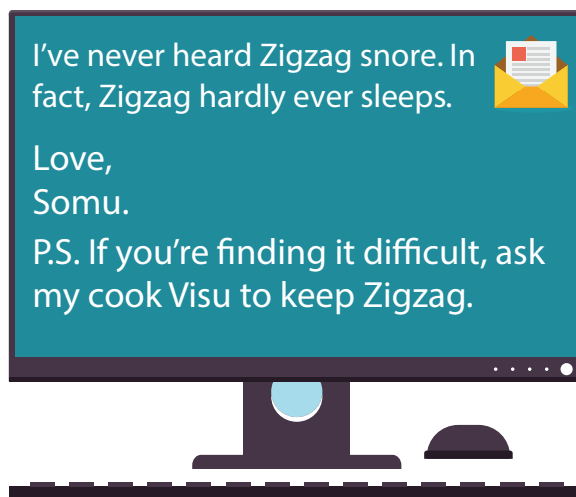 I’ve never heard Zigzag snore. In
fact, Zigzag hardly ever sleeps.
Love,
Somu.
P.S. If you’re finding it difficult, ask
my cook Visu to keep Zigzag.